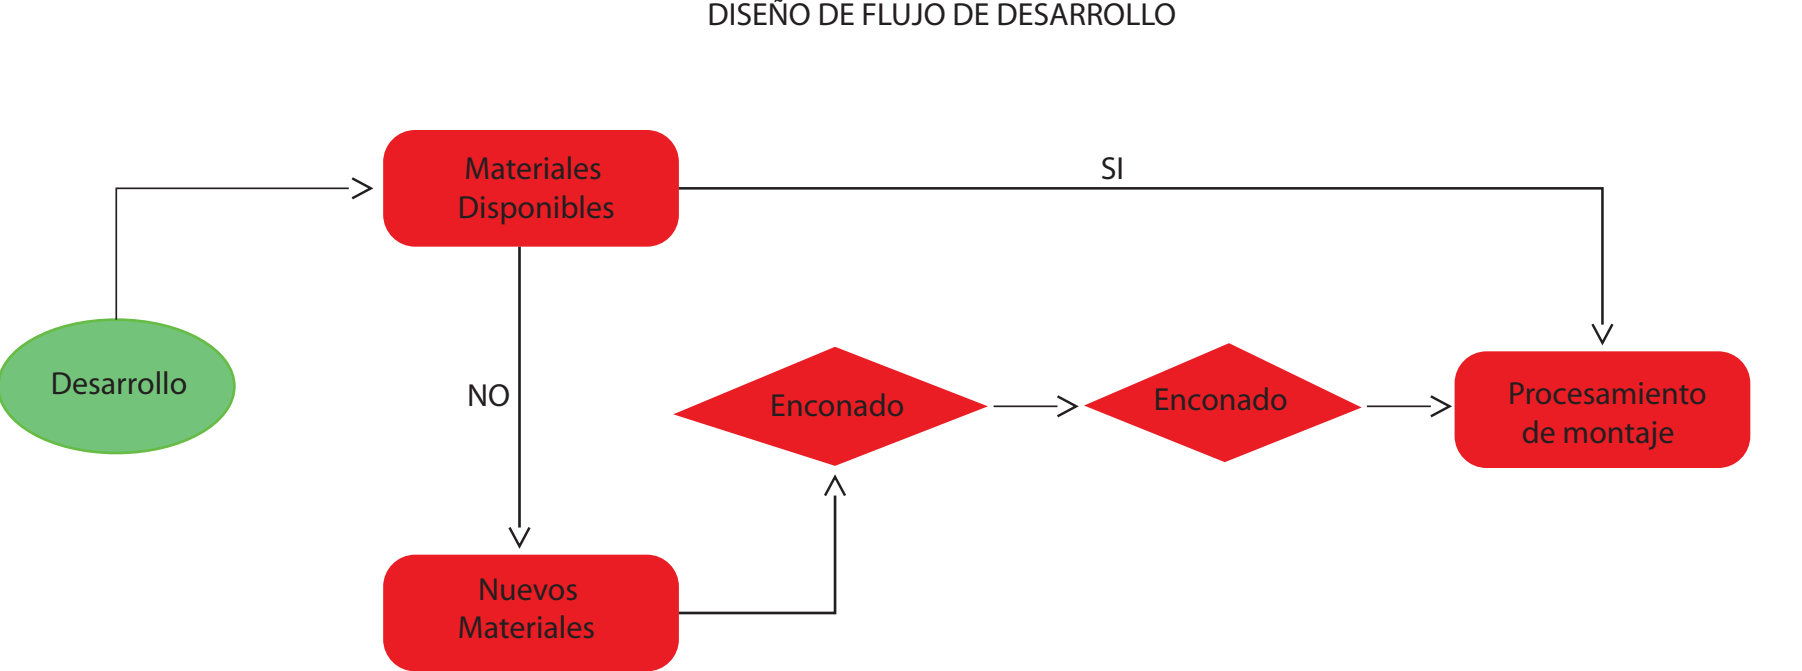 DISEÑO DE FLUJO DE DESARROLLO
Materiales
Disponibles
SI
Desarrollo
NO
Enconado
Enconado
Procesamiento
de montaje
Nuevos
Materiales